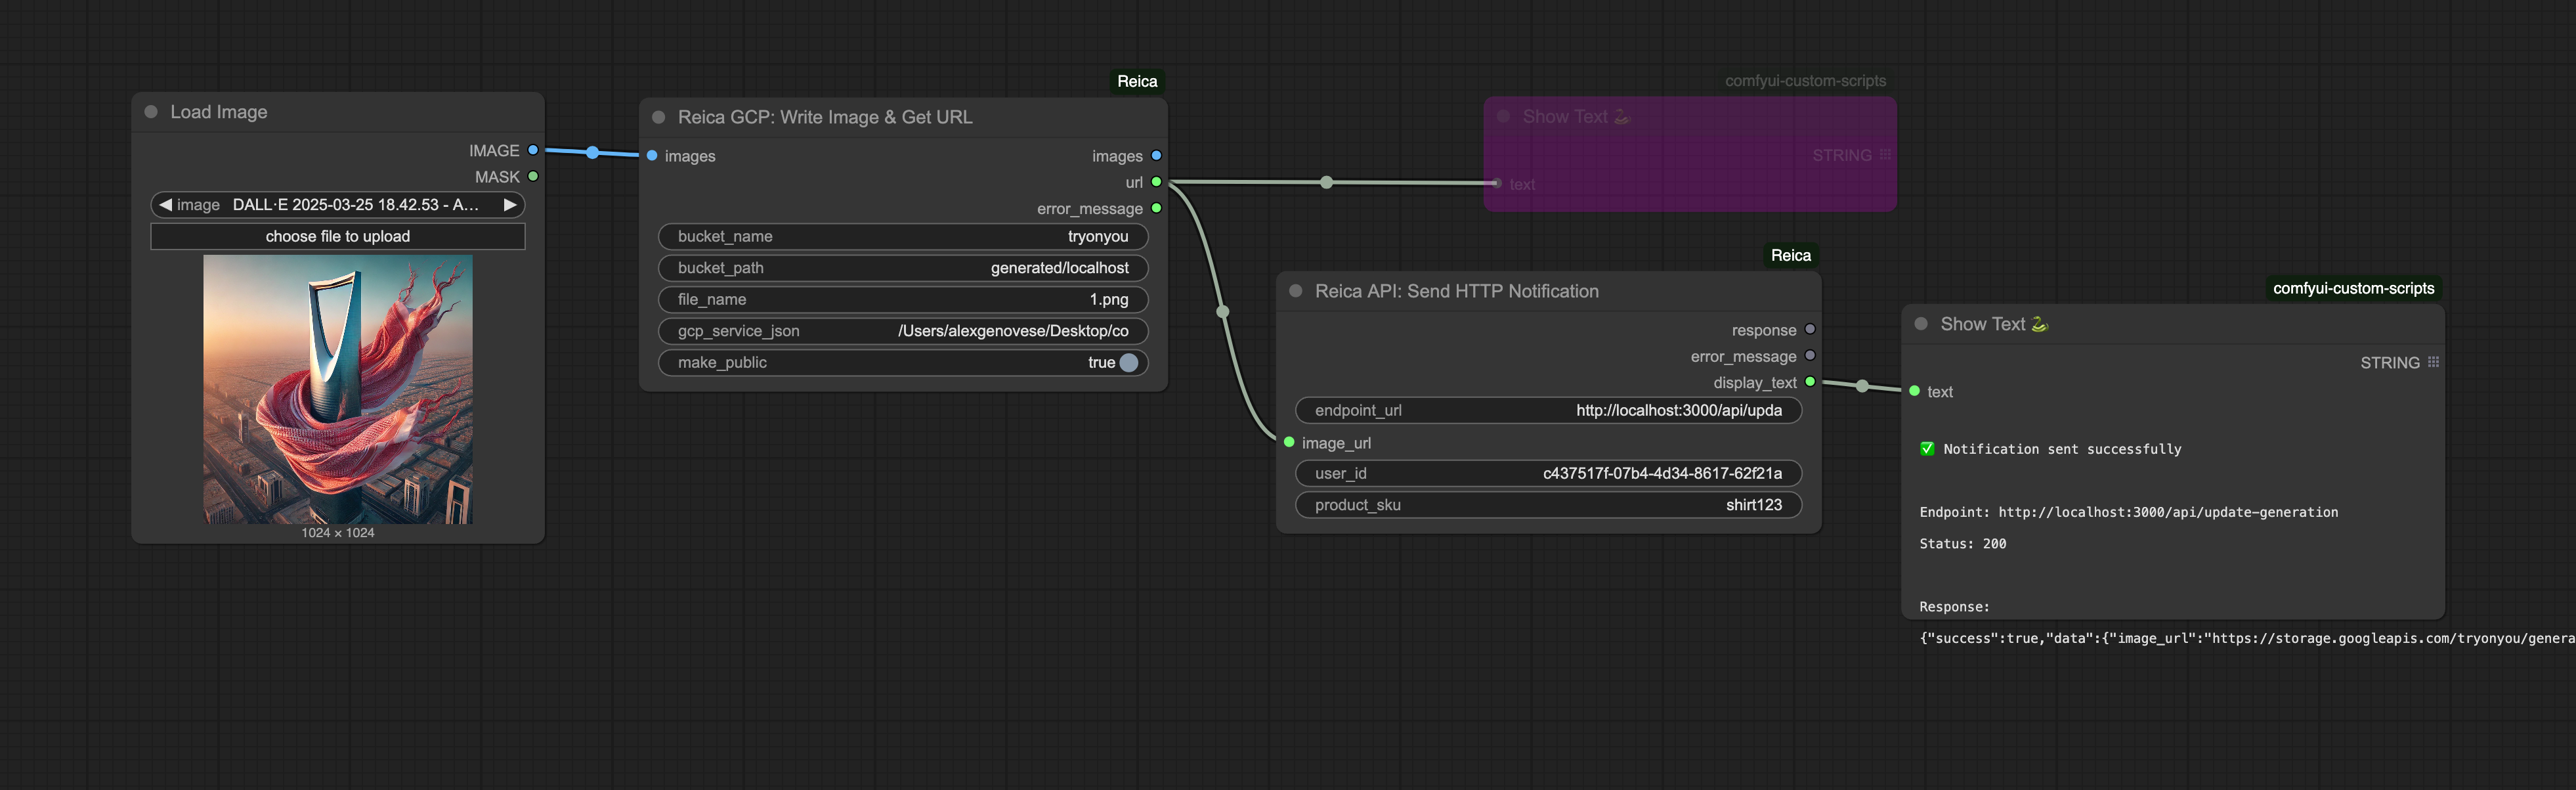 Load Image
IMAGE
MASK
image DALL·E 2025-03-25 18.42.53 - A...
choose file to upload
1024 × 1024
Reica
Reica GCP: Write Image & Get URL
images images
url
error_message
bucket_name tryonyou
bucket_path generated/localhost
file_name 1.png
gcp_service_json /Users/alexgenovese/Desktop/co
make_public true
comfyui-custom-scripts
Show Text
STRING
text
Reica
Reica API: Send HTTP Notification
response
error_message
display_text
endpoint_url http://localhost:3000/api/upda
image_url
user_id c437517f-07b4-4d34-8617-62f21a
product_sku shirt123
comfyui-custom-scripts
Show Text
STRING
text
✅ Notification sent successfully
Endpoint: http://localhost:3000/api/update-generation
Status: 200
Response:
{"success":true,"data":{"image_url":"https://storage.googleapis.com/tryonyou/genera